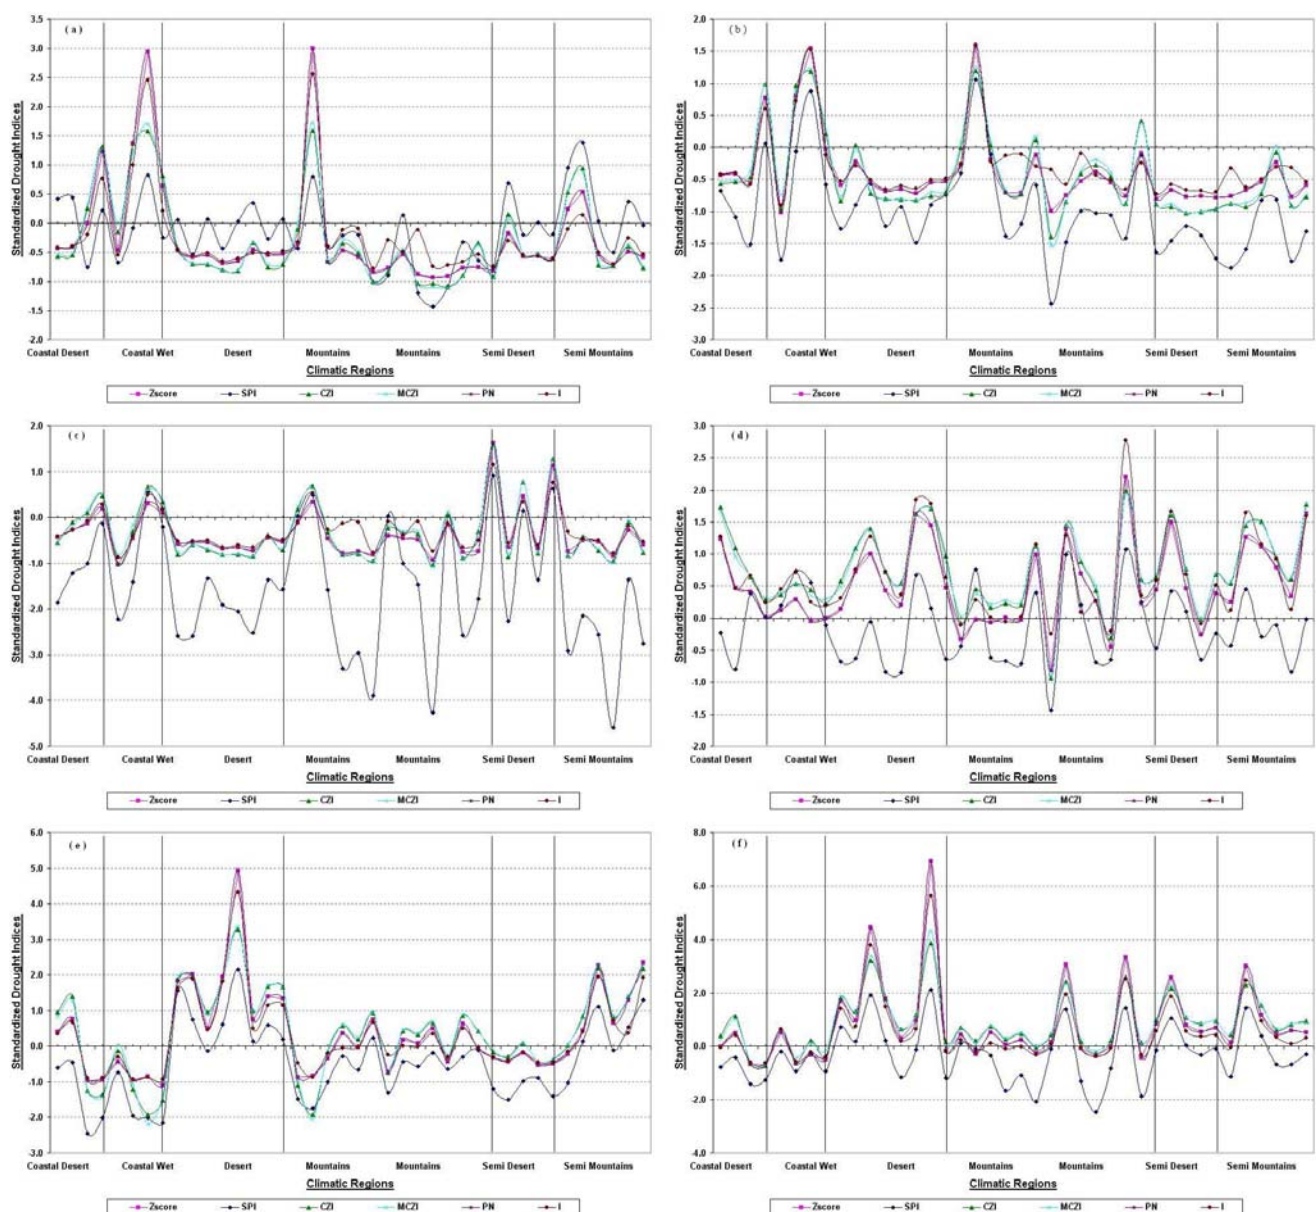 ( a )
Standardized Drought Indices
3.5
3.0
2.5
2.0
1.5
1.0
0.5
0.0
-0.5
-1.0
-1.5
-2.0
Coastal Desert Coastal Wet Desert Mountains Mountains Semi Desert Semi Mountains
Climatic Regions
Zscore SPI CZI MCZI PN I
( b )
Standardized Drought Indices
2.0
1.5
1.0
0.5
0.0
-0.5
-1.0
-1.5
-2.0
-2.5
-3.0
Coastal Desert Coastal Wet Desert Mountains Mountains Semi Desert Semi Mountains
Climatic Regions
Zscore SPI CZI MCZI PN I
( c )
Standardized Drought Indices
2.0
1.0
0.0
-1.0
-2.0
-3.0
-4.0
-5.0
Coastal Desert Coastal Wet Desert Mountains Mountains Semi Desert Semi Mountains
Climatic Regions
Zscore SPI CZI MCZI PN I
( d )
Standardized Drought Indices
3.0
2.5
2.0
1.5
1.0
0.5
0.0
-0.5
-1.0
-1.5
-2.0
Coastal Desert Coastal Wet Desert Mountains Mountains Semi Desert Semi Mountains
Climatic Regions
Zscore SPI CZI MCZI PN I
( e )
Standardized Drought Indices
6.0
5.0
4.0
3.0
2.0
1.0
0.0
-1.0
-2.0
-3.0
Coastal Desert Coastal Wet Desert Mountains Mountains Semi Desert Semi Mountains
Climatic Regions
Zscore SPI CZI MCZI PN I
( f )
Standardized Drought Indices
8.0
6.0
4.0
2.0
0.0
-2.0
-4.0
Coastal Desert Coastal Wet Desert Mountains Mountains Semi Desert Semi Mountains
Climatic Regions
Zscore SPI CZI MCZI PN I